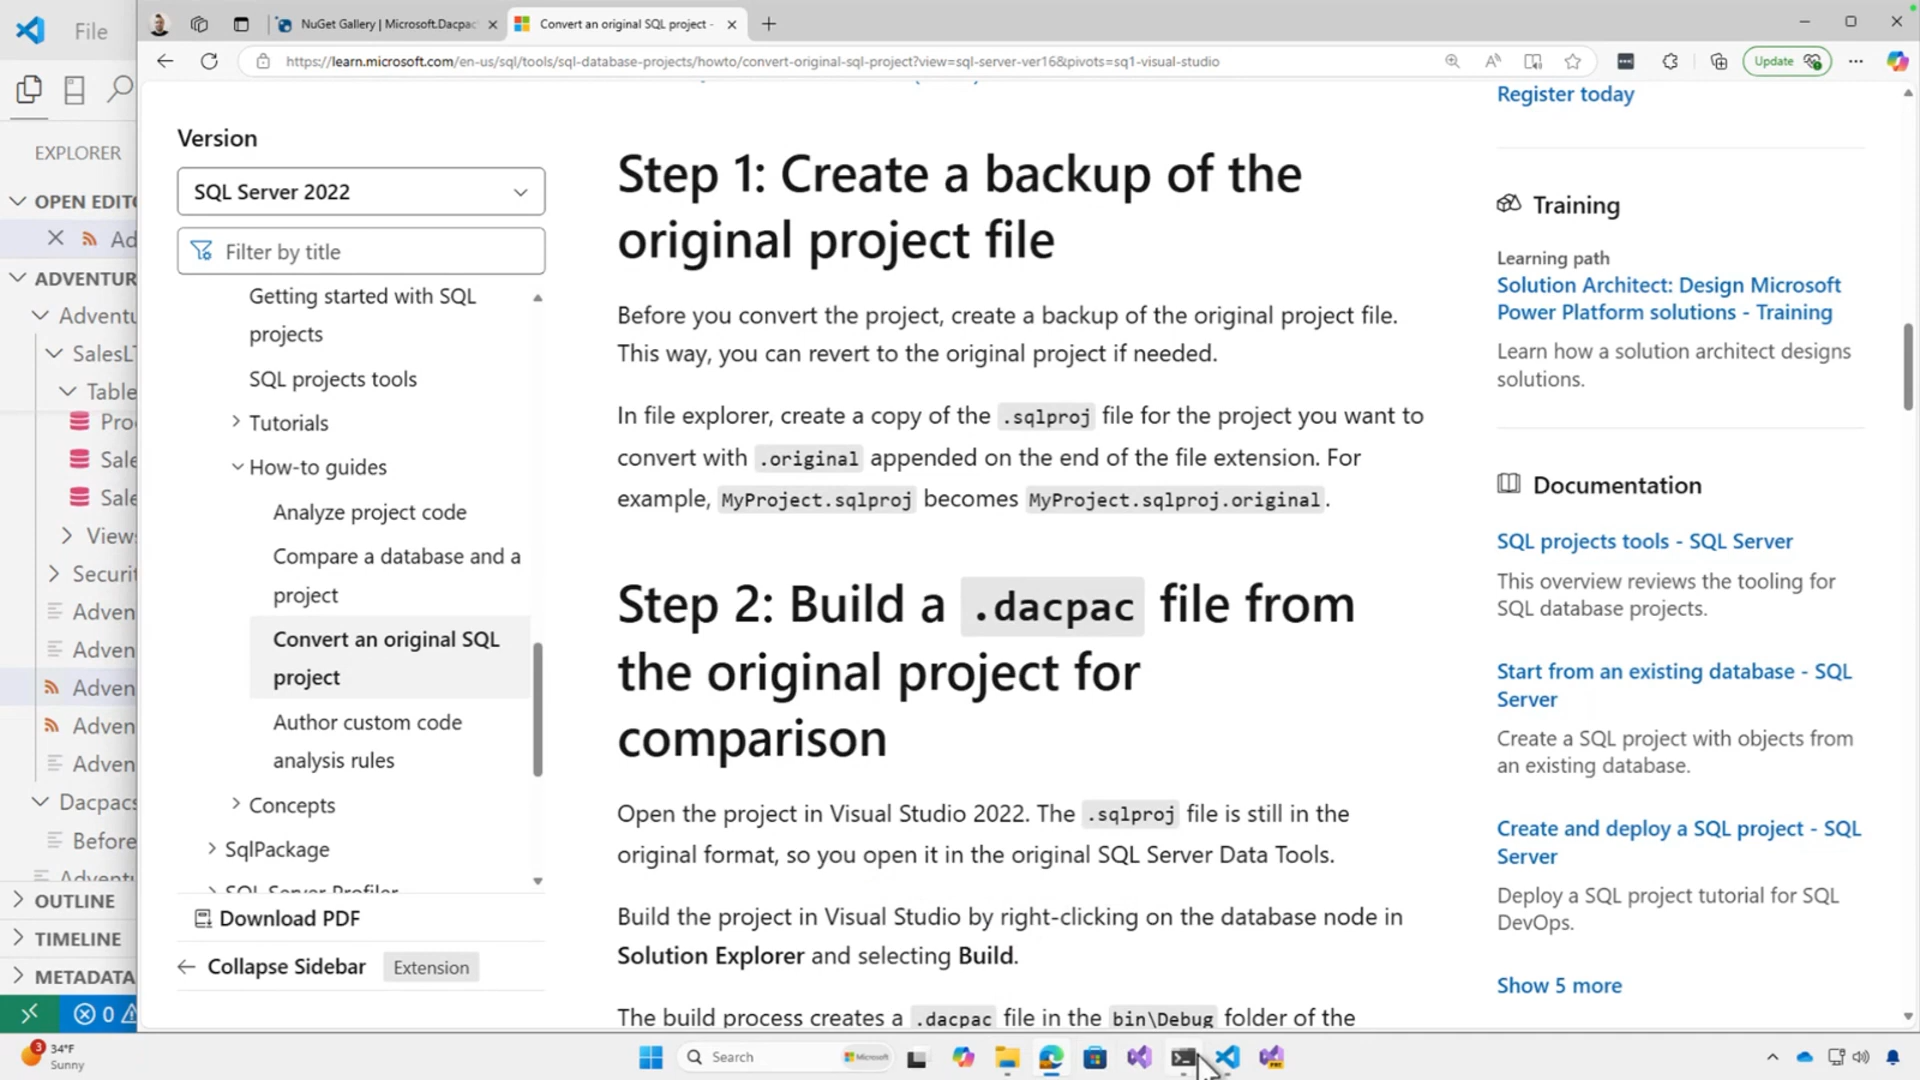 File
NuGet Gallery | Microsoft.Dacpac
Convert an original SQL project -
https://learn.microsoft.com/en-us/sql/tools/sql-database-projects/howto/convert-original-sql-project?view=sql-server-ver16&pivots=sq1-visual-studio
Update
EXPLORER
OPEN EDIT
Ad
ADVENTUR
Adventu
SalesLT
Table
Proc
Sale
Sale
Views
Securit
Adven
Adven
Adven
Adven
Adven
Dacpacs
Before
Adventu
OUTLINE
TIMELINE
METADATA
0
Version
SQL Server 2022
Filter by title
Getting started with SQL
projects
SQL projects tools
Tutorials
How-to guides
Analyze project code
Compare a database and a
project
Convert an original SQL
project
Author custom code
analysis rules
Concepts
SqlPackage
SQL Server Profiler
Download PDF
Collapse Sidebar
Extension
Step 1: Create a backup of the
original project file
Before you convert the project, create a backup of the original project file.
This way, you can revert to the original project if needed.
In file explorer, create a copy of the .sqlproj file for the project you want to
convert with .original appended on the end of the file extension. For
example, MyProject.sqlproj becomes MyProject.sqlproj.original.
Step 2: Build a .dacpac file from
the original project for
comparison
Open the project in Visual Studio 2022. The .sqlproj file is still in the
original format, so you open it in the original SQL Server Data Tools.
Build the project in Visual Studio by right-clicking on the database node in
Solution Explorer and selecting Build.
The build process creates a .dacpac file in the bin\Debug folder of the
Register today
Training
Learning path
Solution Architect: Design Microsoft
Power Platform solutions - Training
Learn how a solution architect designs
solutions.
Documentation
SQL projects tools - SQL Server
This overview reviews the tooling for
SQL database projects.
Start from an existing database - SQL
Server
Create a SQL project with objects from
an existing database.
Create and deploy a SQL project - SQL
Server
Deploy a SQL project tutorial for SQL
DevOps.
Show 5 more
3
34°F
Sunny
Search
Microsoft